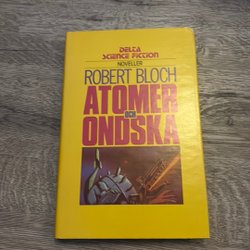 DELTA
SCIENCE FICTION
NOVELLER
ROBERT BLOCH
ATOMER
OCH
ONDSKA